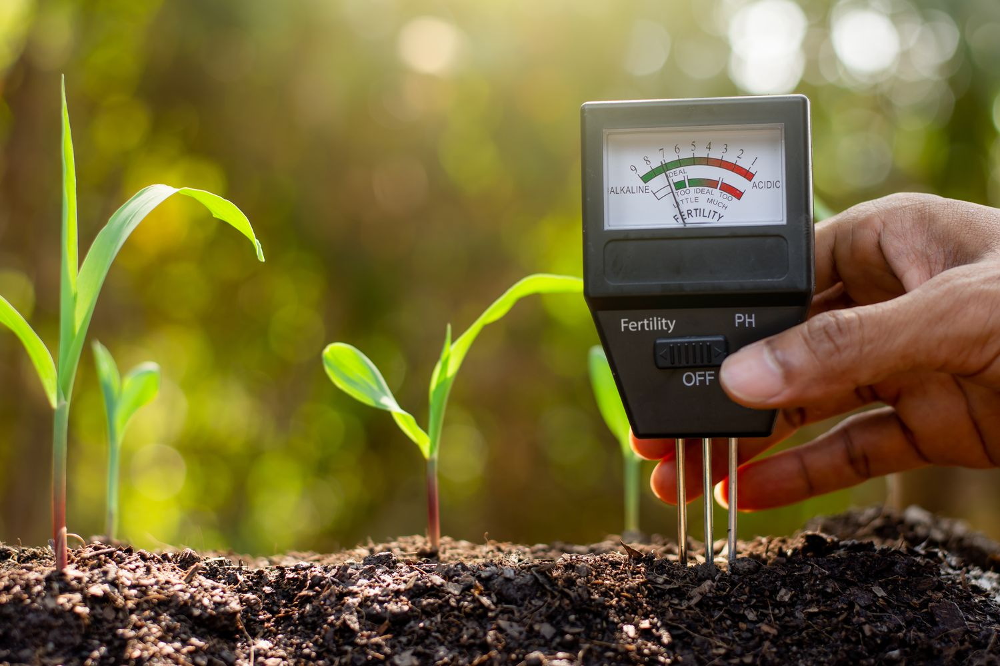 9 8 7 6 5 4 3 2 1
IDEAL
ALKALINE ACIDIC
TOO IDEAL TOO
LITTLE MUCH
FERTILITY
Fertility PH
OFF